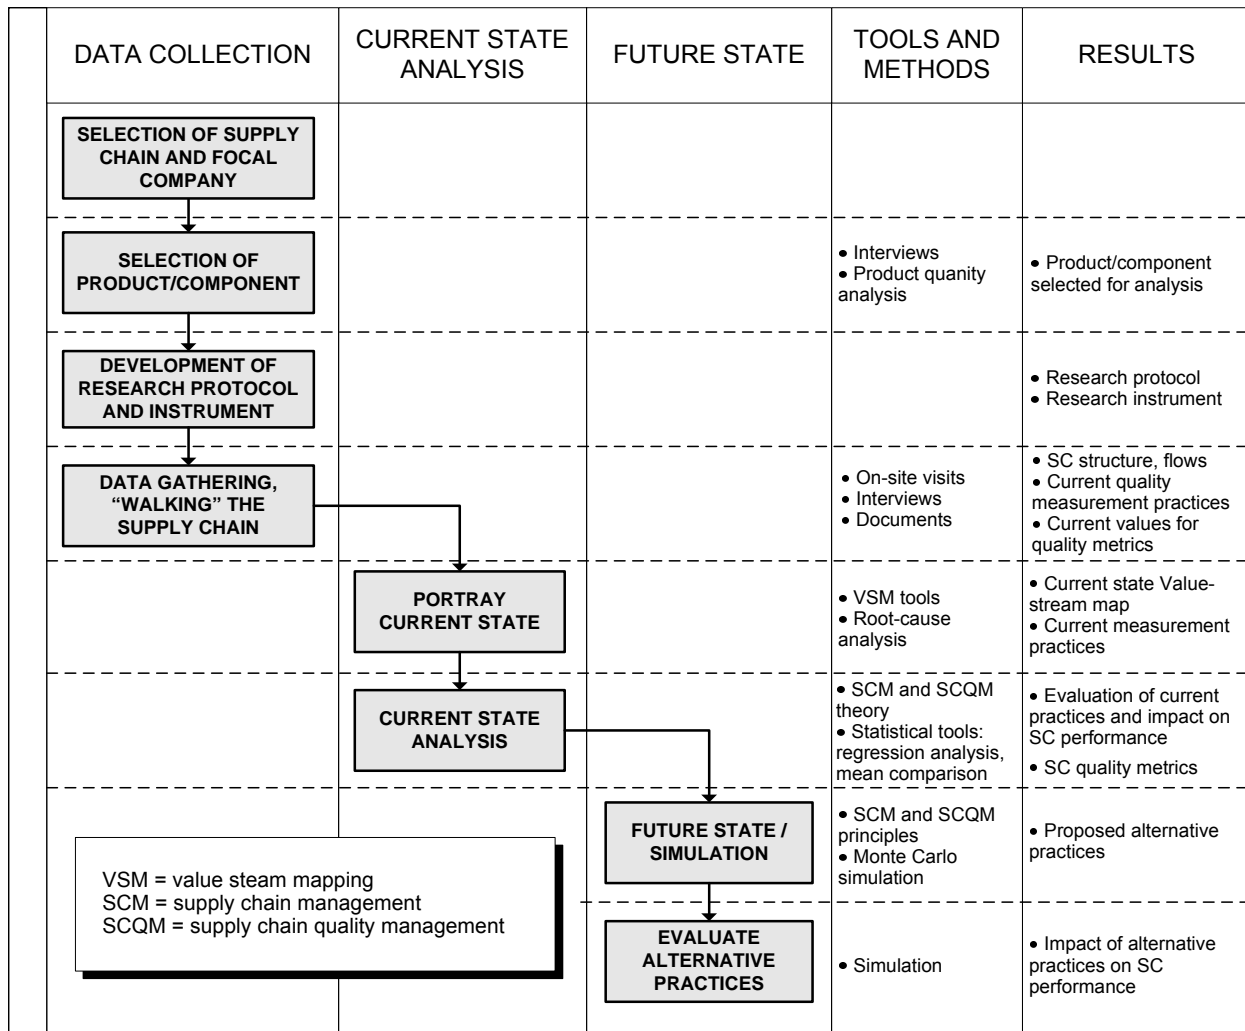 DATA COLLECTION
CURRENT STATE
ANALYSIS
FUTURE STATE
TOOLS AND
METHODS
RESULTS
SELECTION OF SUPPLY
CHAIN AND FOCAL
COMPANY
SELECTION OF
PRODUCT/COMPONENT
• Interviews
• Product quanity
analysis
• Product/component
selected for analysis
DEVELOPMENT OF
RESEARCH PROTOCOL
AND INSTRUMENT
• Research protocol
• Research instrument
DATA GATHERING,
“WALKING” THE
SUPPLY CHAIN
• On-site visits
• Interviews
• Documents
• SC structure, flows
• Current quality
measurement practices
• Current values for
quality metrics
PORTRAY
CURRENT STATE
• VSM tools
• Root-cause
analysis
• Current state Value-
stream map
• Current measurement
practices
CURRENT STATE
ANALYSIS
• SCM and SCQM
theory
• Statistical tools:
regression analysis,
mean comparison
• Evaluation of current
practices and impact on
SC performance
• SC quality metrics
FUTURE STATE /
SIMULATION
• SCM and SCQM
principles
• Monte Carlo
simulation
• Proposed alternative
practices
VSM = value steam mapping
SCM = supply chain management
SCQM = supply chain quality management
EVALUATE
ALTERNATIVE
PRACTICES
• Simulation
• Impact of alternative
practices on SC
performance